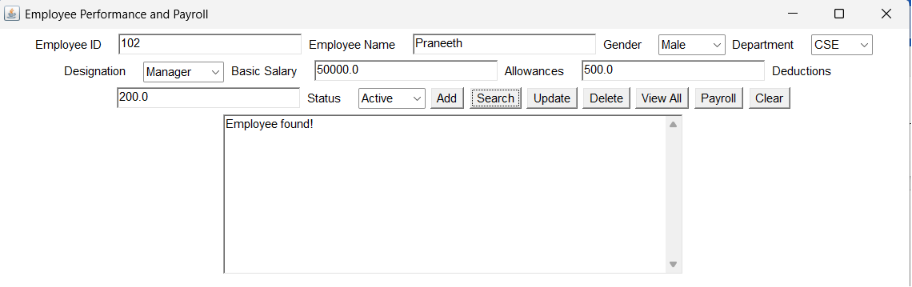 Employee Performance and Payroll
Employee ID 102 Employee Name Praneeth Gender Male Department CSE
Designation Manager Basic Salary 50000.0 Allowances 500.0 Deductions
200.0 Status Active Add Search Update Delete View All Payroll Clear
Employee found!